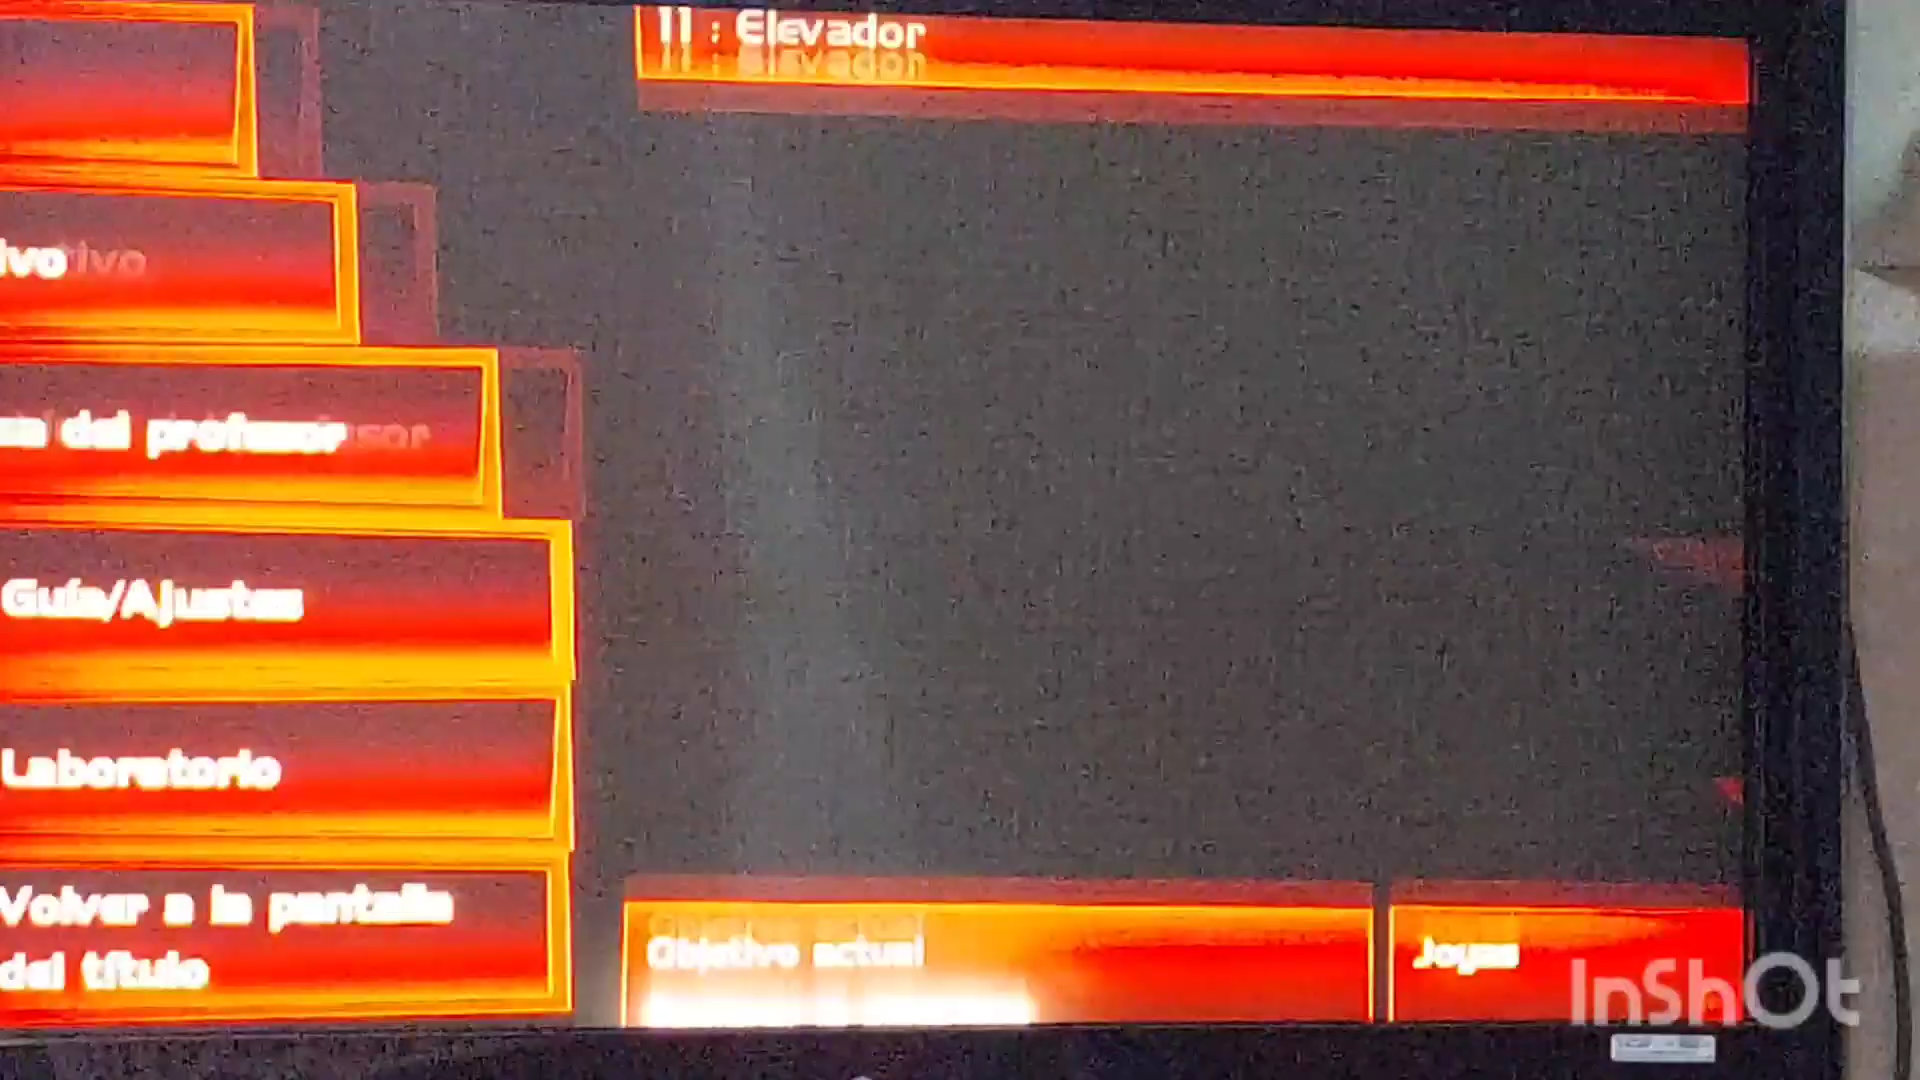 11 : Elevador
ivo
del profesor
Guía/Ajustes
Laboratorio
Volver a la pantalla
del título
Objetivo actual
Joyas
InShOt